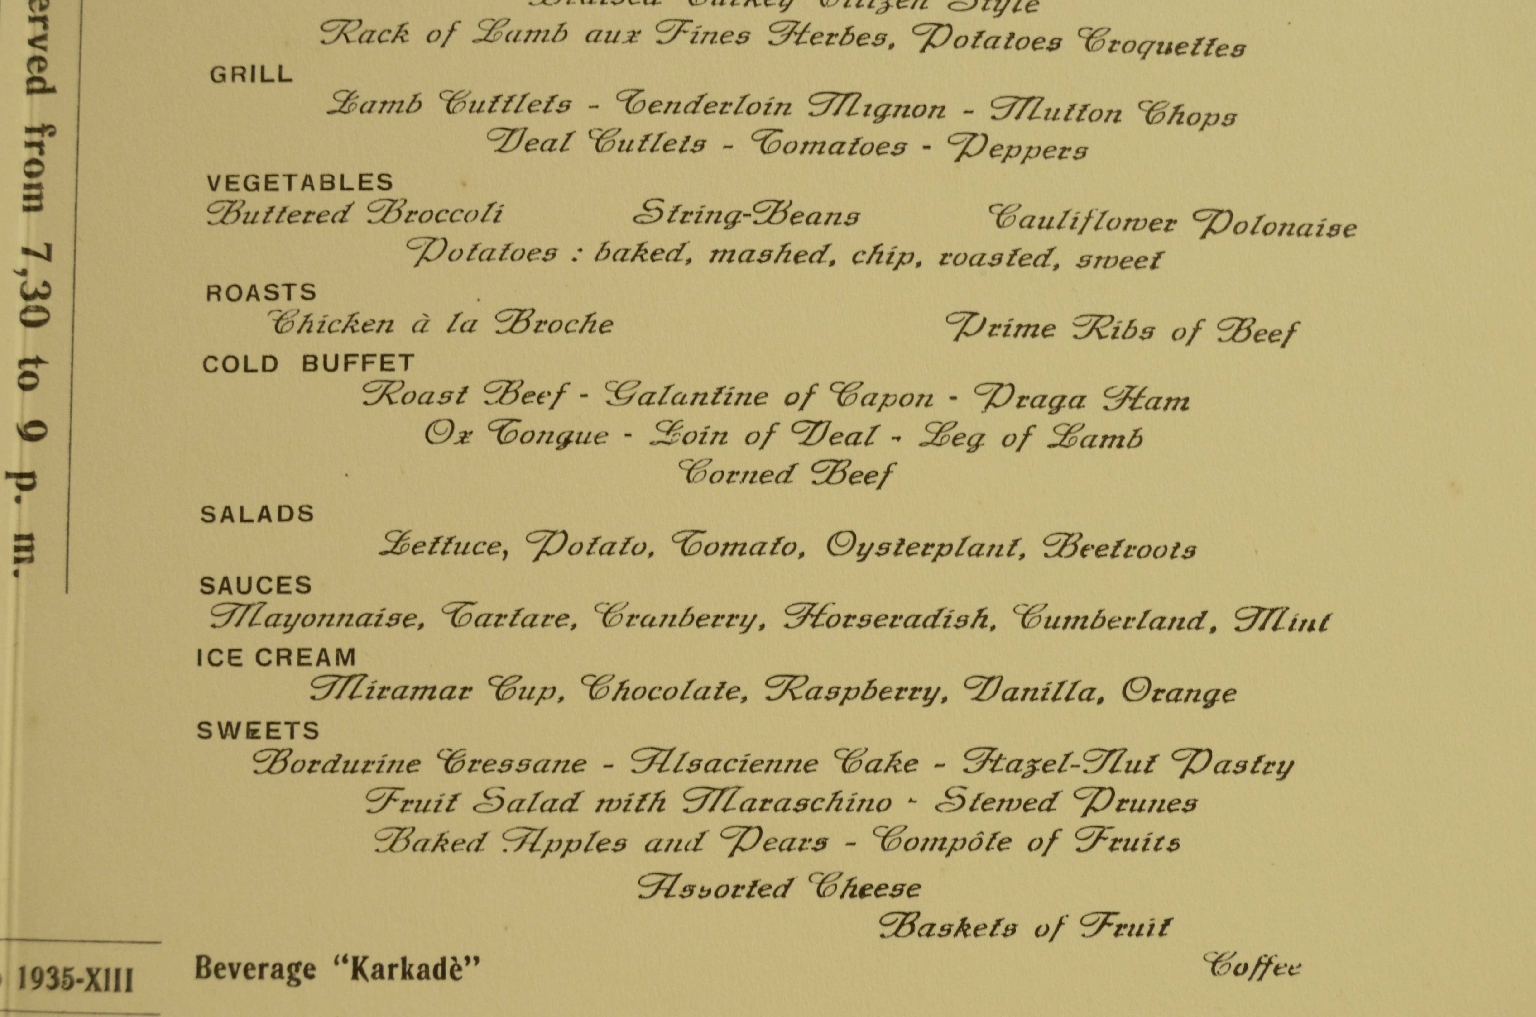 Braised Turkey Citizen Style
Rack of Lamb aux Fines Herbes, Potatoes Croquettes
GRILL
Lamb Cuttlets - Tenderloin Mignon - Mutton Chops
Veal Cutlets - Tomatoes - Peppers
VEGETABLES
Buttered Broccoli String-Beans Cauliflower Polonaise
Potatoes : baked, mashed, chip, roasted, sweet
ROASTS
Chicken à la Broche Prime Ribs of Beef
COLD BUFFET
Roast Beef - Galantine of Capon - Praga Ham
Ox Tongue - Loin of Veal - Leg of Lamb
Corned Beef
SALADS
Lettuce, Potato, Tomato, Oysterplant, Beetroots
SAUCES
Mayonnaise, Tartare, Cranberry, Horseradish, Cumberland, Mint
ICE CREAM
Miramar Cup, Chocolate, Raspberry, Vanilla, Orange
SWEETS
Bordurine Cressane - Alsacienne Cake - Hazel-Nut Pastry
Fruit Salad with Maraschino - Stewed Prunes
Baked Apples and Pears - Compôte of Fruits
Assorted Cheese
Baskets of Fruit
Beverage “Karkadè” Coffee
erved from 7,30 to 9 p. m.
1935-XIII